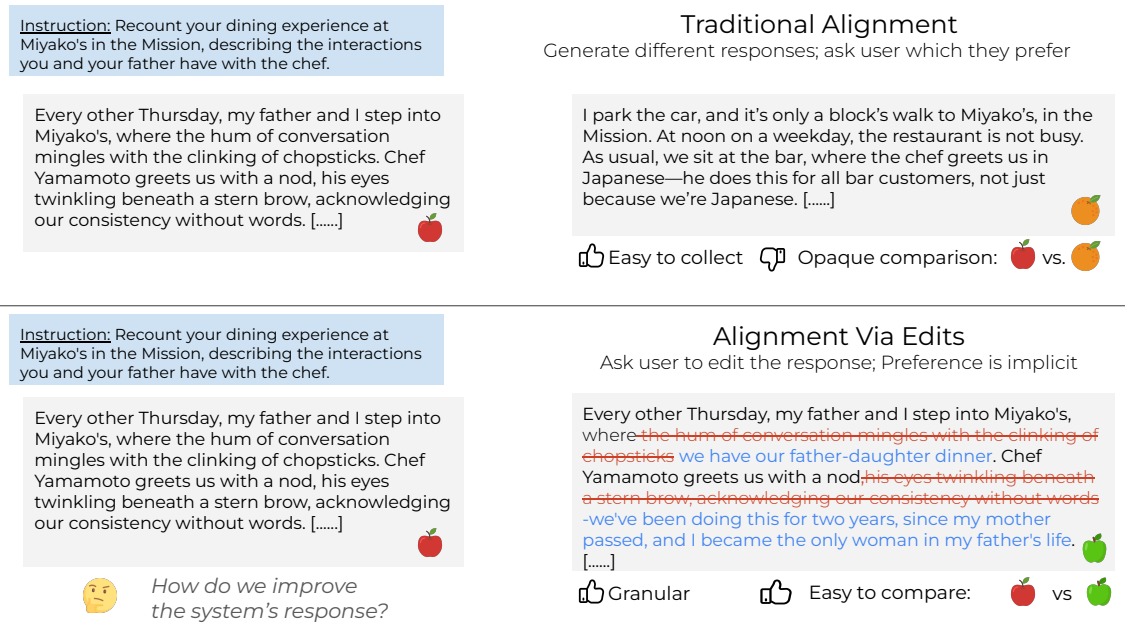 Instruction: Recount your dining experience at
Miyako's in the Mission, describing the interactions
you and your father have with the chef.
Every other Thursday, my father and I step into
Miyako's, where the hum of conversation
mingles with the clinking of chopsticks. Chef
Yamamoto greets us with a nod, his eyes
twinkling beneath a stern brow, acknowledging
our consistency without words. [......]
Traditional Alignment
Generate different responses; ask user which they prefer
I park the car, and it’s only a block’s walk to Miyako’s, in the
Mission. At noon on a weekday, the restaurant is not busy.
As usual, we sit at the bar, where the chef greets us in
Japanese—he does this for all bar customers, not just
because we’re Japanese. [......]
Easy to collect Opaque comparison: vs.
Instruction: Recount your dining experience at
Miyako's in the Mission, describing the interactions
you and your father have with the chef.
Every other Thursday, my father and I step into
Miyako's, where the hum of conversation
mingles with the clinking of chopsticks. Chef
Yamamoto greets us with a nod, his eyes
twinkling beneath a stern brow, acknowledging
our consistency without words. [......]
How do we improve
the system’s response?
Alignment Via Edits
Ask user to edit the response; Preference is implicit
Every other Thursday, my father and I step into Miyako's,
where the hum of conversation mingles with the clinking of
chopsticks we have our father-daughter dinner. Chef
Yamamoto greets us with a nod,his eyes twinkling beneath
a stern brow, acknowledging our consistency without words
-we've been doing this for two years, since my mother
passed, and I became the only woman in my father's life.
[......]
Granular Easy to compare: vs